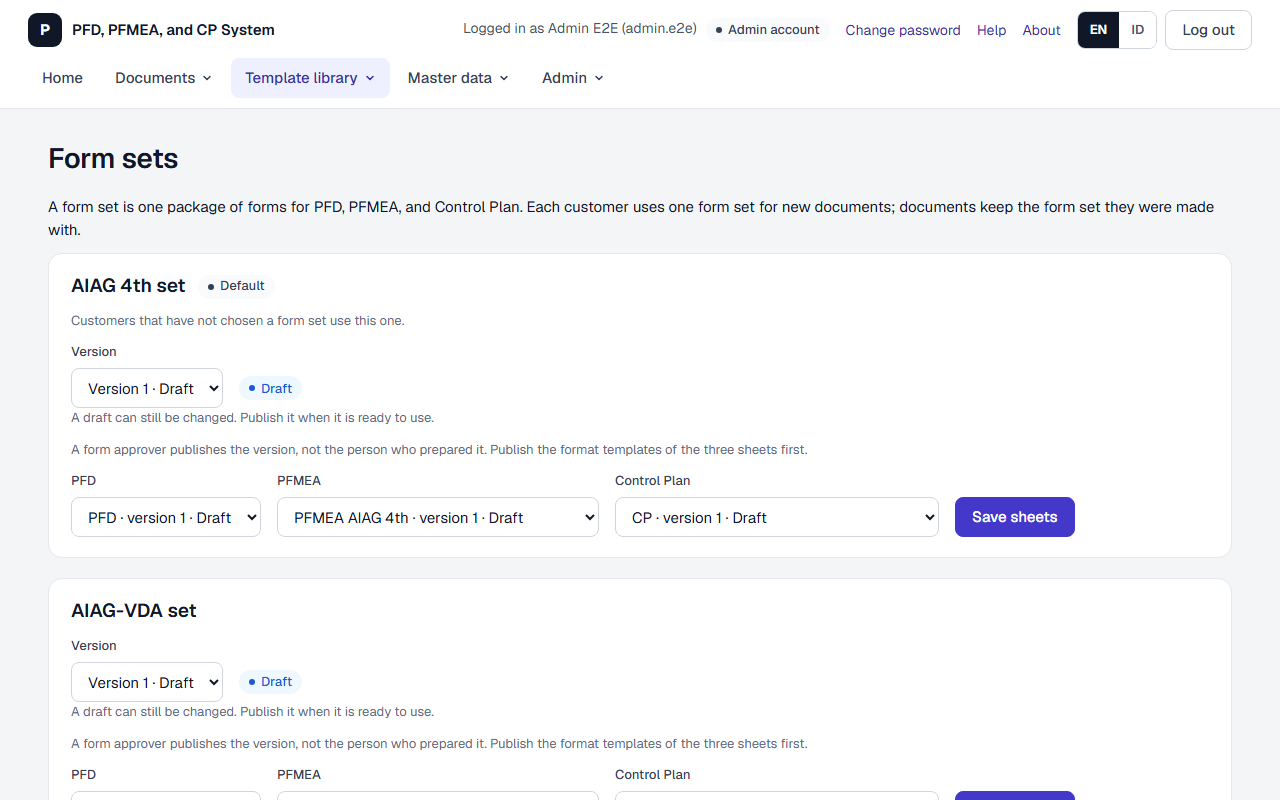 P PFD, PFMEA, and CP System
Logged in as Admin E2E (admin.e2e) Admin account Change password Help About EN ID Log out
Home Documents Template library Master data Admin
Form sets
A form set is one package of forms for PFD, PFMEA, and Control Plan. Each customer uses one form set for new documents; documents keep the form set they were made
with.
AIAG 4th set Default
Customers that have not chosen a form set use this one.
Version
Version 1 · Draft Draft
A draft can still be changed. Publish it when it is ready to use.
A form approver publishes the version, not the person who prepared it. Publish the format templates of the three sheets first.
PFD PFMEA Control Plan
PFD · version 1 · Draft PFMEA AIAG 4th · version 1 · Draft CP · version 1 · Draft Save sheets
AIAG-VDA set
Version
Version 1 · Draft Draft
A draft can still be changed. Publish it when it is ready to use.
A form approver publishes the version, not the person who prepared it. Publish the format templates of the three sheets first.
PFD PFMEA Control Plan